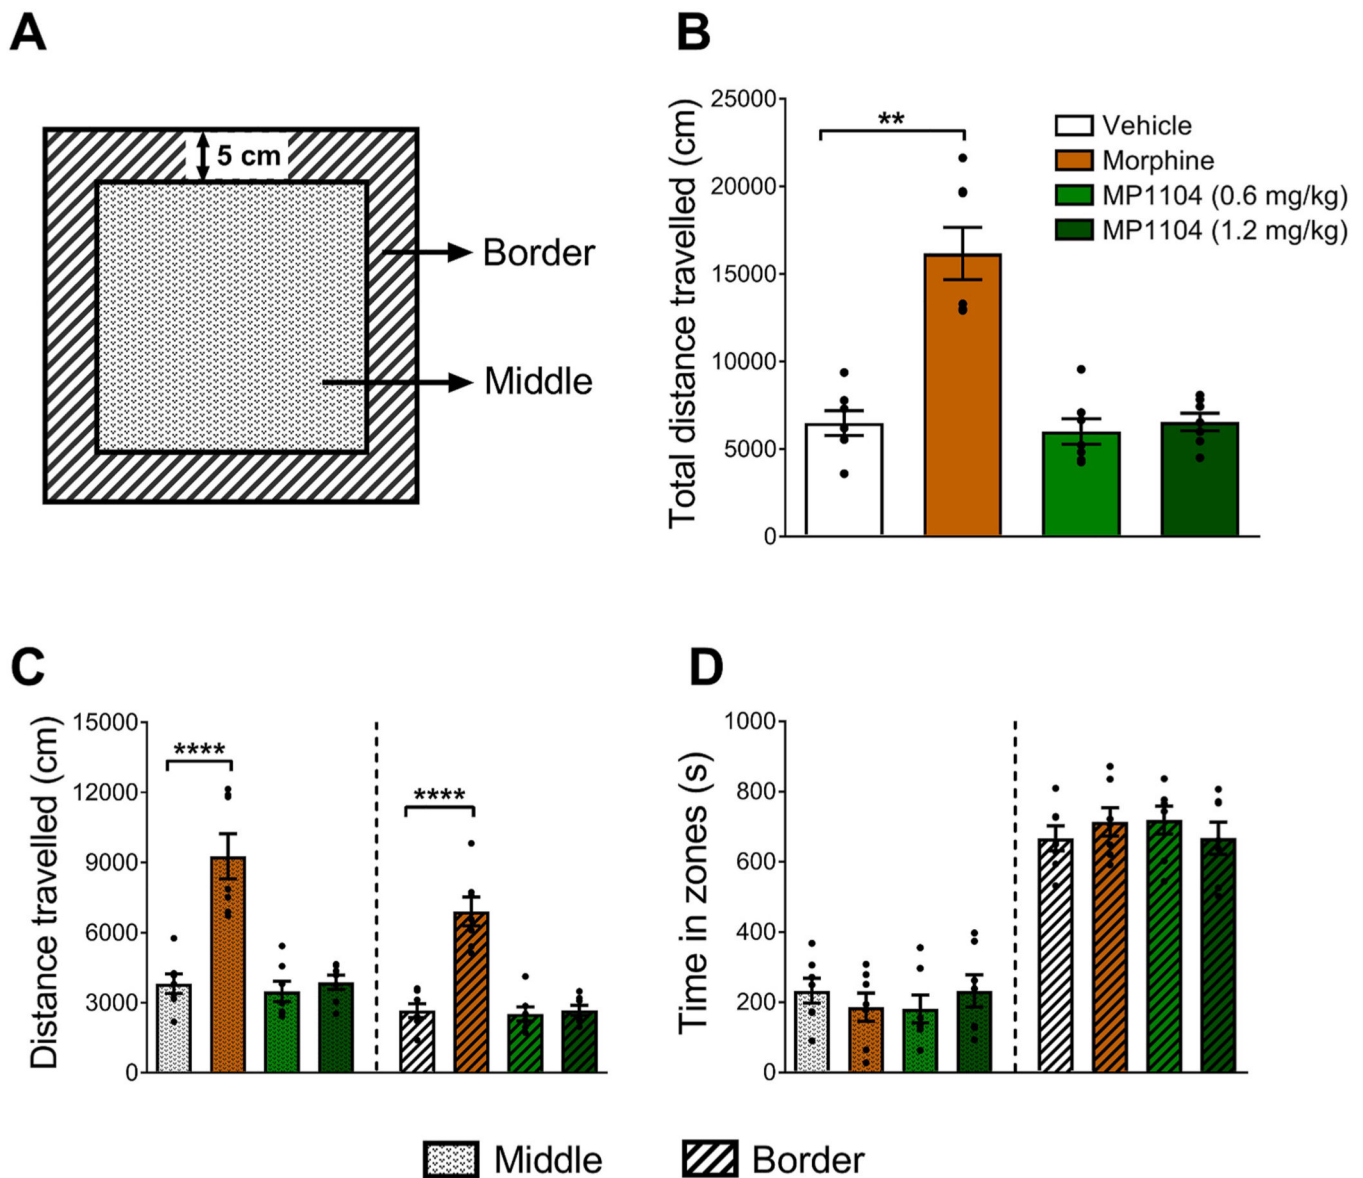 A
5 cm
Border
Middle
B
Total distance travelled (cm)
25000
20000
15000
10000
5000
0
**
Vehicle
Morphine
MP1104 (0.6 mg/kg)
MP1104 (1.2 mg/kg)
C
Distance travelled (cm)
15000
12000
9000
6000
3000
0
****
****
D
Time in zones (s)
1000
800
600
400
200
0
Middle
Border